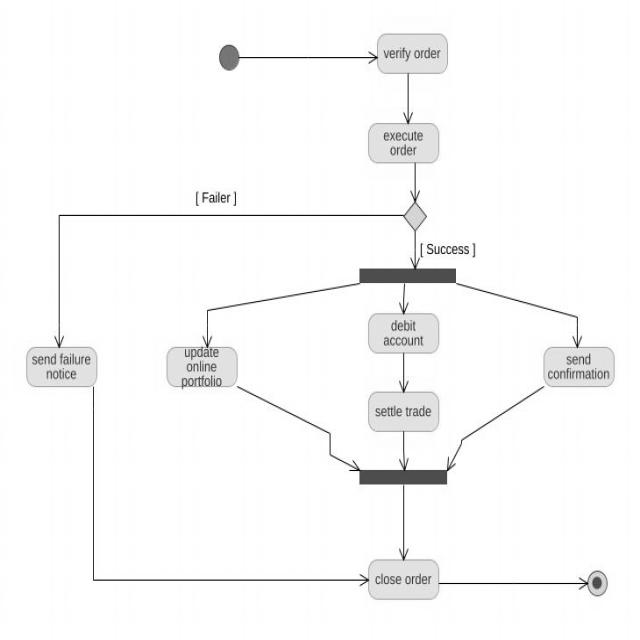 verify order
execute
order
[ Failer ]
[ Success ]
debit
account
send failure
notice
update
online
portfolio
send
confirmation
settle trade
close order